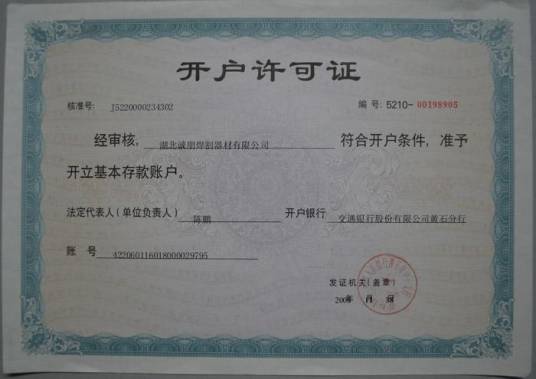 开户许可证
核准号： J5220000234302 编号：5210-00198905
经审核， 湖北诚朋焊割器材有限公司 符合开户条件，准予
开立基本存款账户。
法定代表人（单位负责人） 陈鹏 开户银行 交通银行股份有限公司黄石分行
账 号 422060116018000029795
发证机关（盖章）
年 月 日